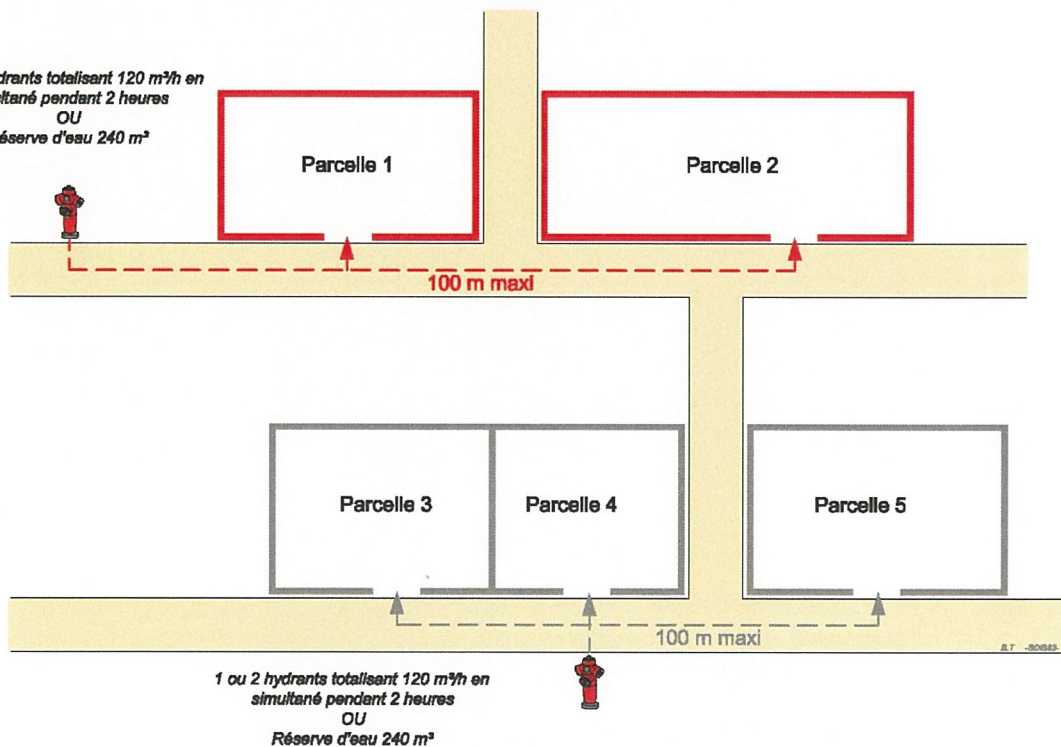 drants totalisant 120 m³/h en
ltané pendant 2 heures
OU
éserve d'eau 240 m³
Parcelle 1
Parcelle 2
100 m maxi
Parcelle 3
Parcelle 4
Parcelle 5
100 m maxi
1 ou 2 hydrants totalisant 120 m³/h en
simultané pendant 2 heures
OU
Réserve d'eau 240 m³